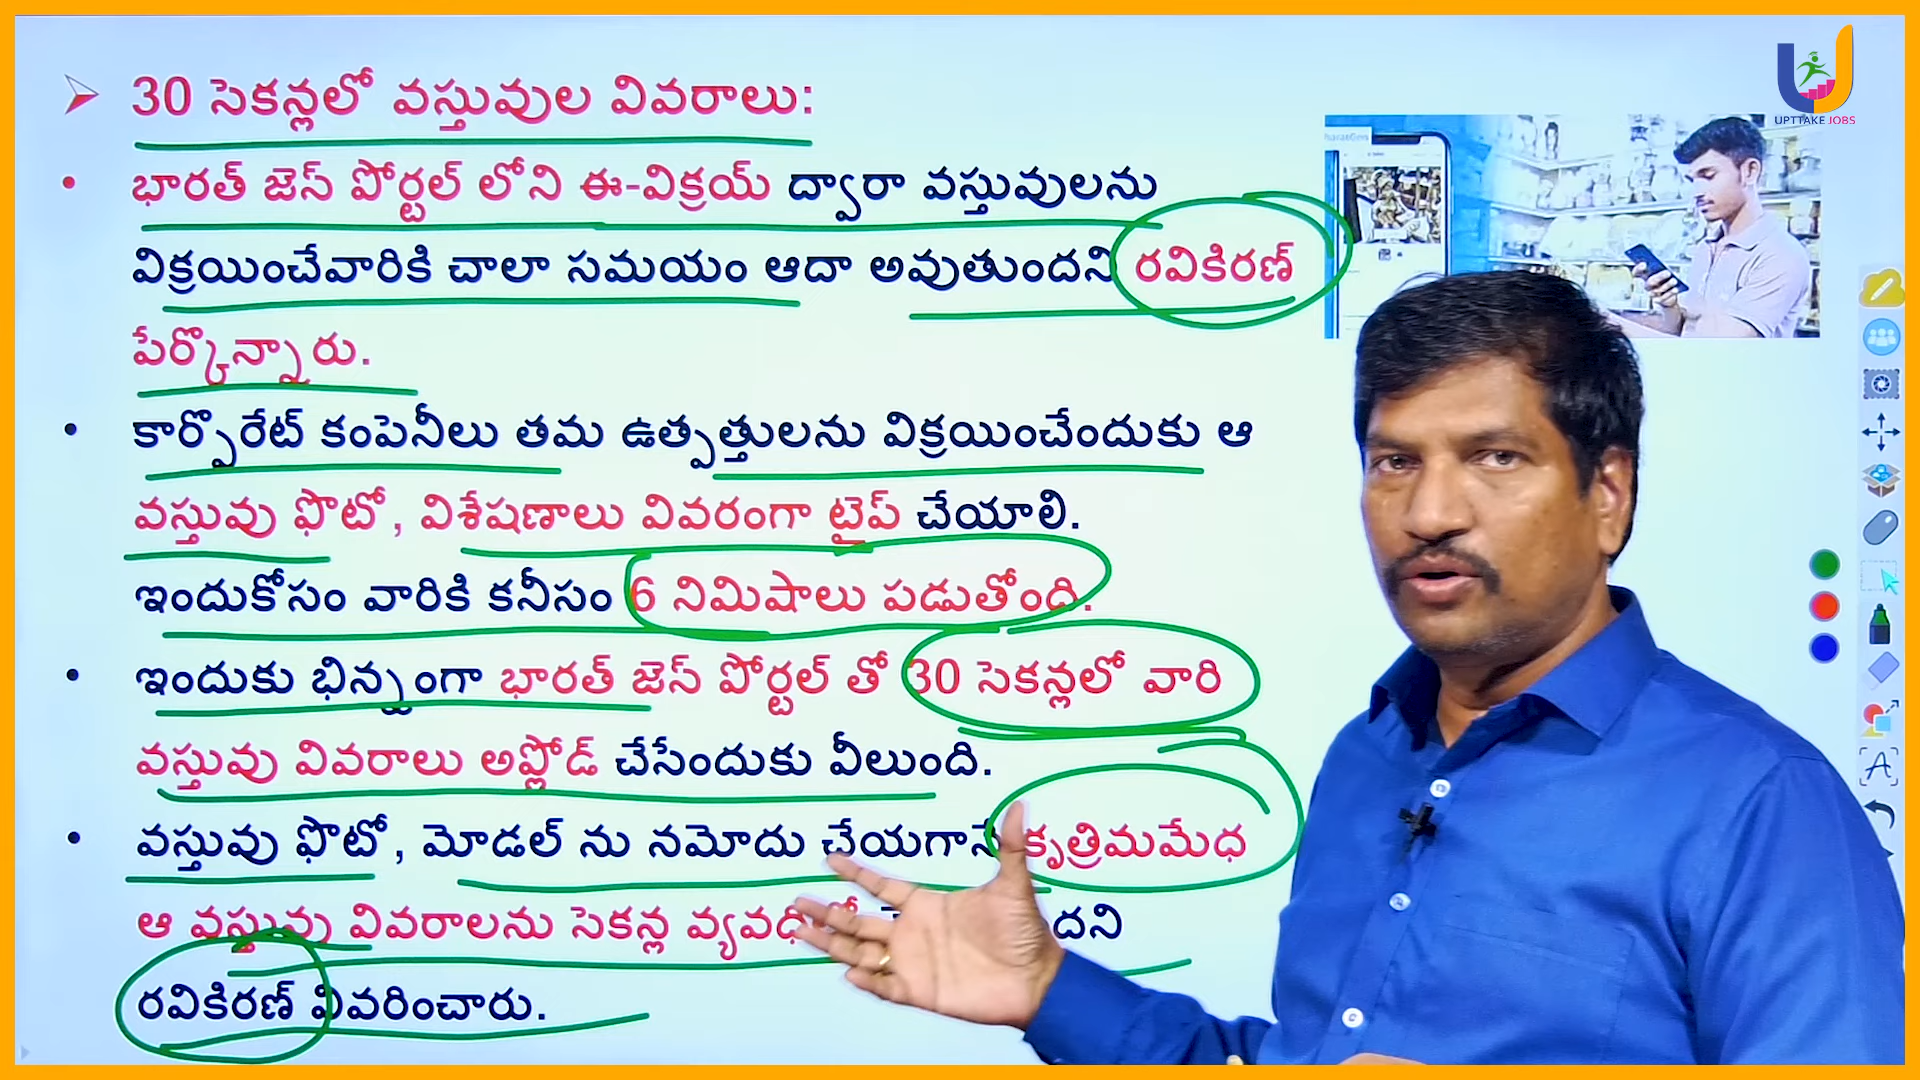 UPTTAKE JOBS
30 సెకన్లలో వస్తువుల వివరాలు:
భారత్ జెన్ పోర్టల్ లోని ఈ-విక్రయ్ ద్వారా వస్తువులను
విక్రయించేవారికి చాలా సమయం ఆదా అవుతుందని రవికిరణ్
పేర్కొన్నారు.
కార్పొరేట్ కంపెనీలు తమ ఉత్పత్తులను విక్రయించేందుకు ఆ
వస్తువు ఫొటో, విశేషణాలు వివరంగా టైప్ చేయాలి.
ఇందుకోసం వారికి కనీసం 6 నిమిషాలు పడుతోంది.
ఇందుకు భిన్నంగా భారత్ జెన్ పోర్టల్ తో 30 సెకన్లలో వారి
వస్తువు వివరాలు అప్లోడ్ చేసేందుకు వీలుంది.
వస్తువు ఫొటో, మోడల్ ను నమోదు చేయగానే కృత్రిమమేధ
ఆ వస్తువు వివరాలను సెకన్ల
రవికిరణ్ వివరించారు.